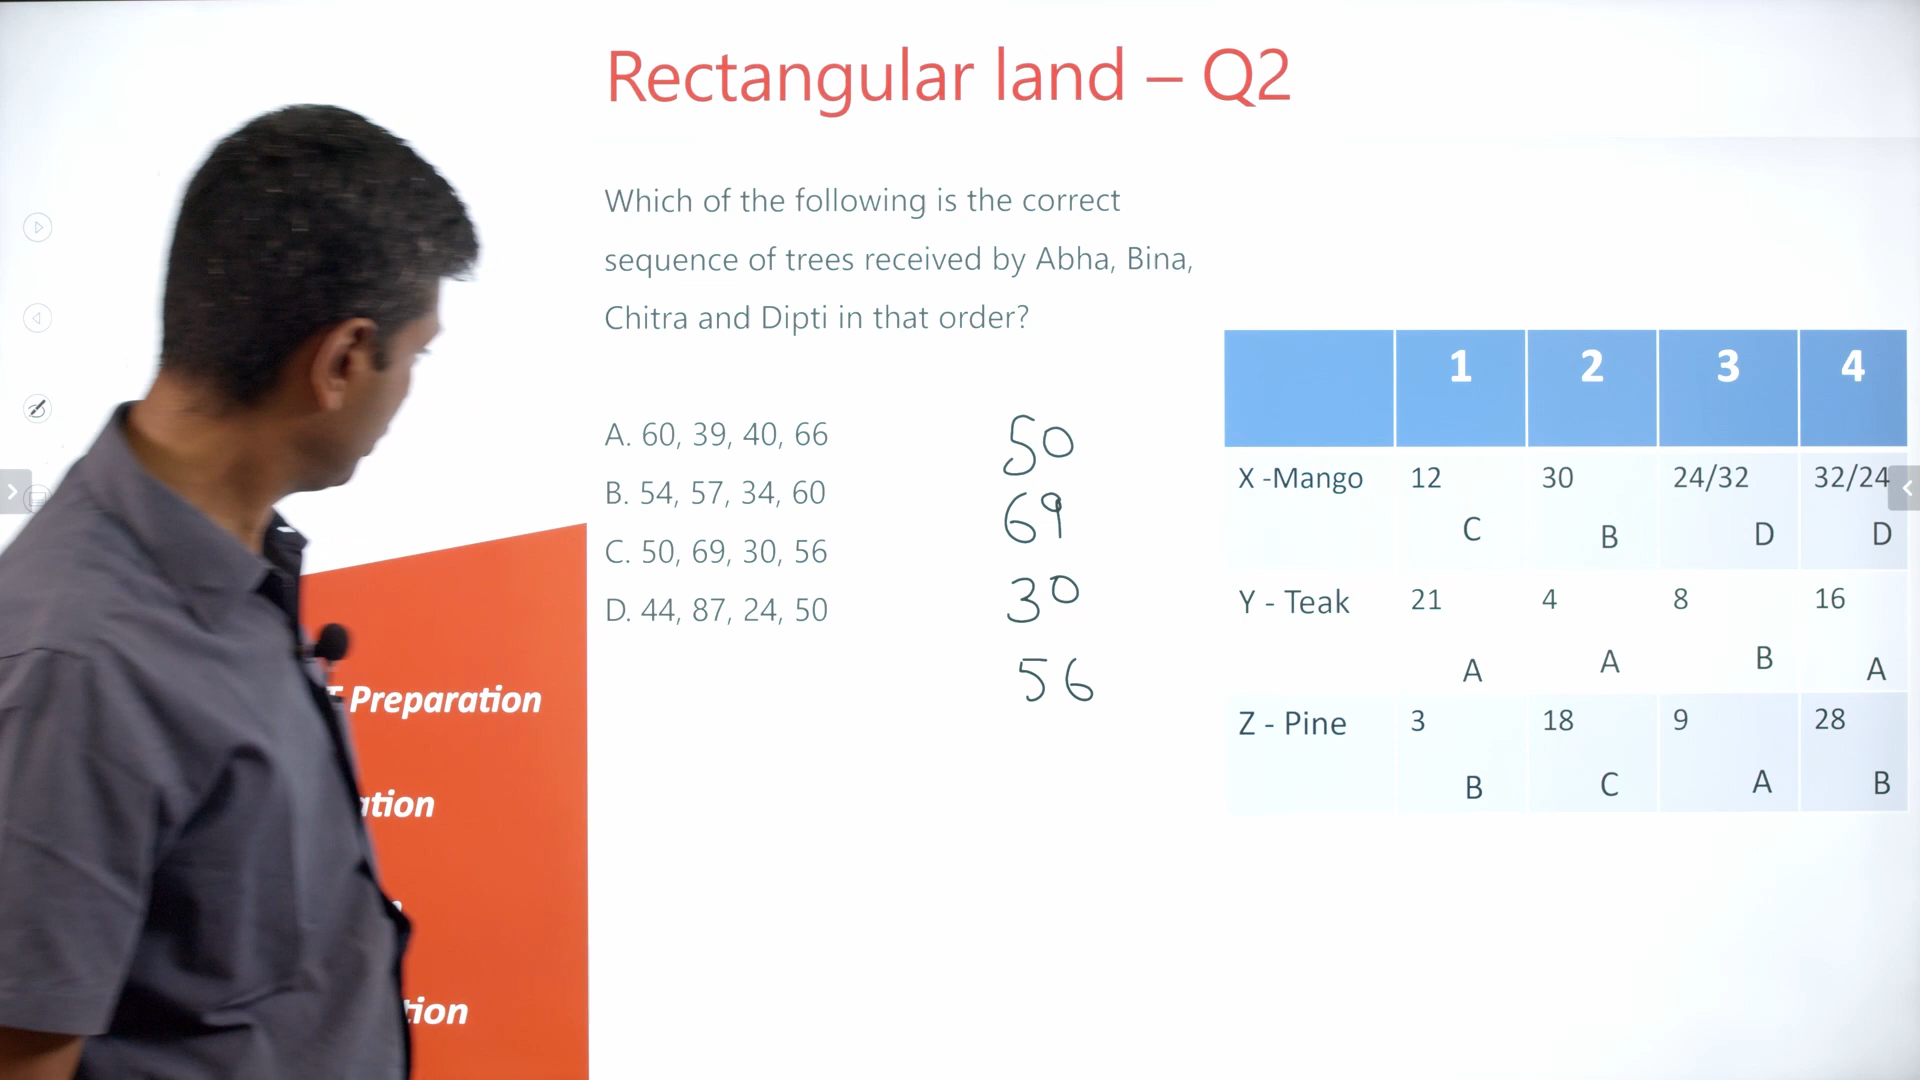 Rectangular land – Q2
Which of the following is the correct
sequence of trees received by Abha, Bina,
Chitra and Dipti in that order?
A. 60, 39, 40, 66
B. 54, 57, 34, 60
C. 50, 69, 30, 56
D. 44, 87, 24, 50
50
69
30
56
1 2 3 4
X -Mango 12 30 24/32 32/24
C B D D
Y - Teak 21 4 8 16
A A B A
Z - Pine 3 18 9 28
B C A B
Preparation